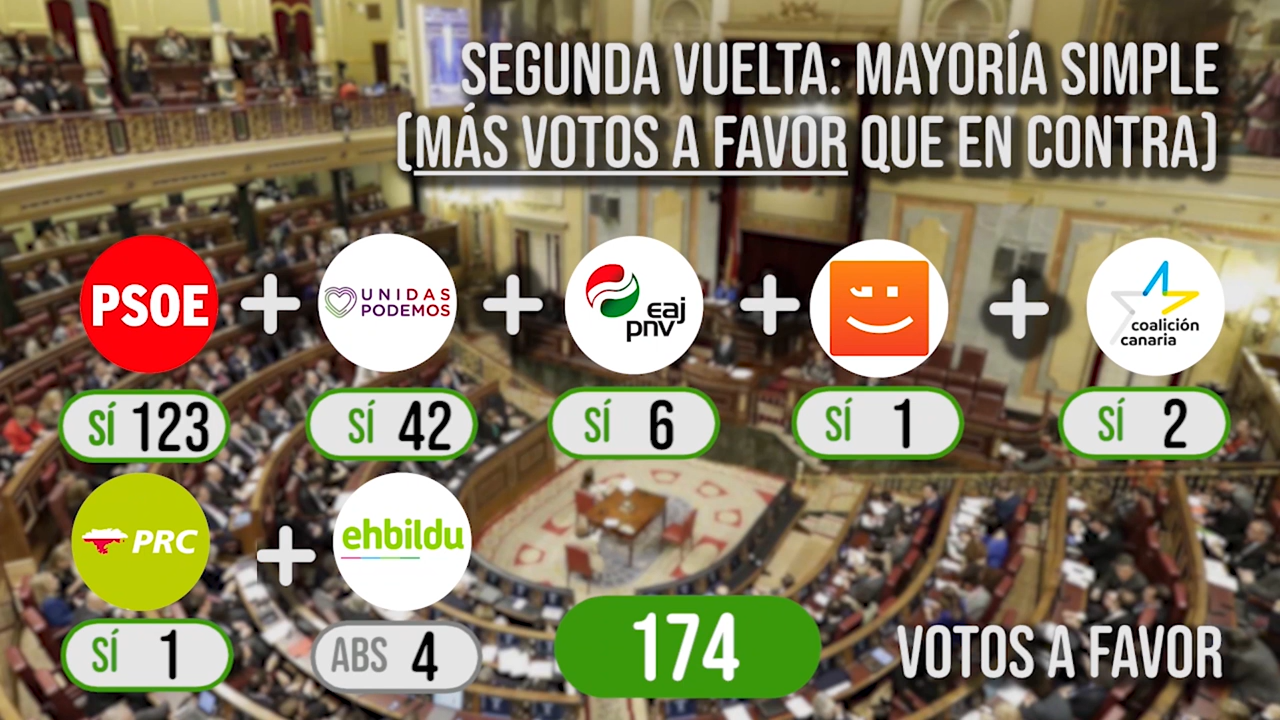 SEGUNDA VUELTA: MAYORÍA SIMPLE
(MÁS VOTOS A FAVOR QUE EN CONTRA)
PSOE + UNIDAS PODEMOS + eaj pnv + + coalición canaria
SÍ 123 SÍ 42 SÍ 6 SÍ 1 SÍ 2
PRC + ehbildu
SÍ 1 ABS 4 174 VOTOS A FAVOR